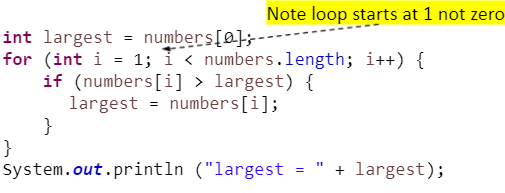 Note loop starts at 1 not zero
int largest = numbers[0];
for (int i = 1; i < numbers.length; i++) {
    if (numbers[i] > largest) {
       largest = numbers[i];
    }
}
System.out.println ("largest = " + largest);